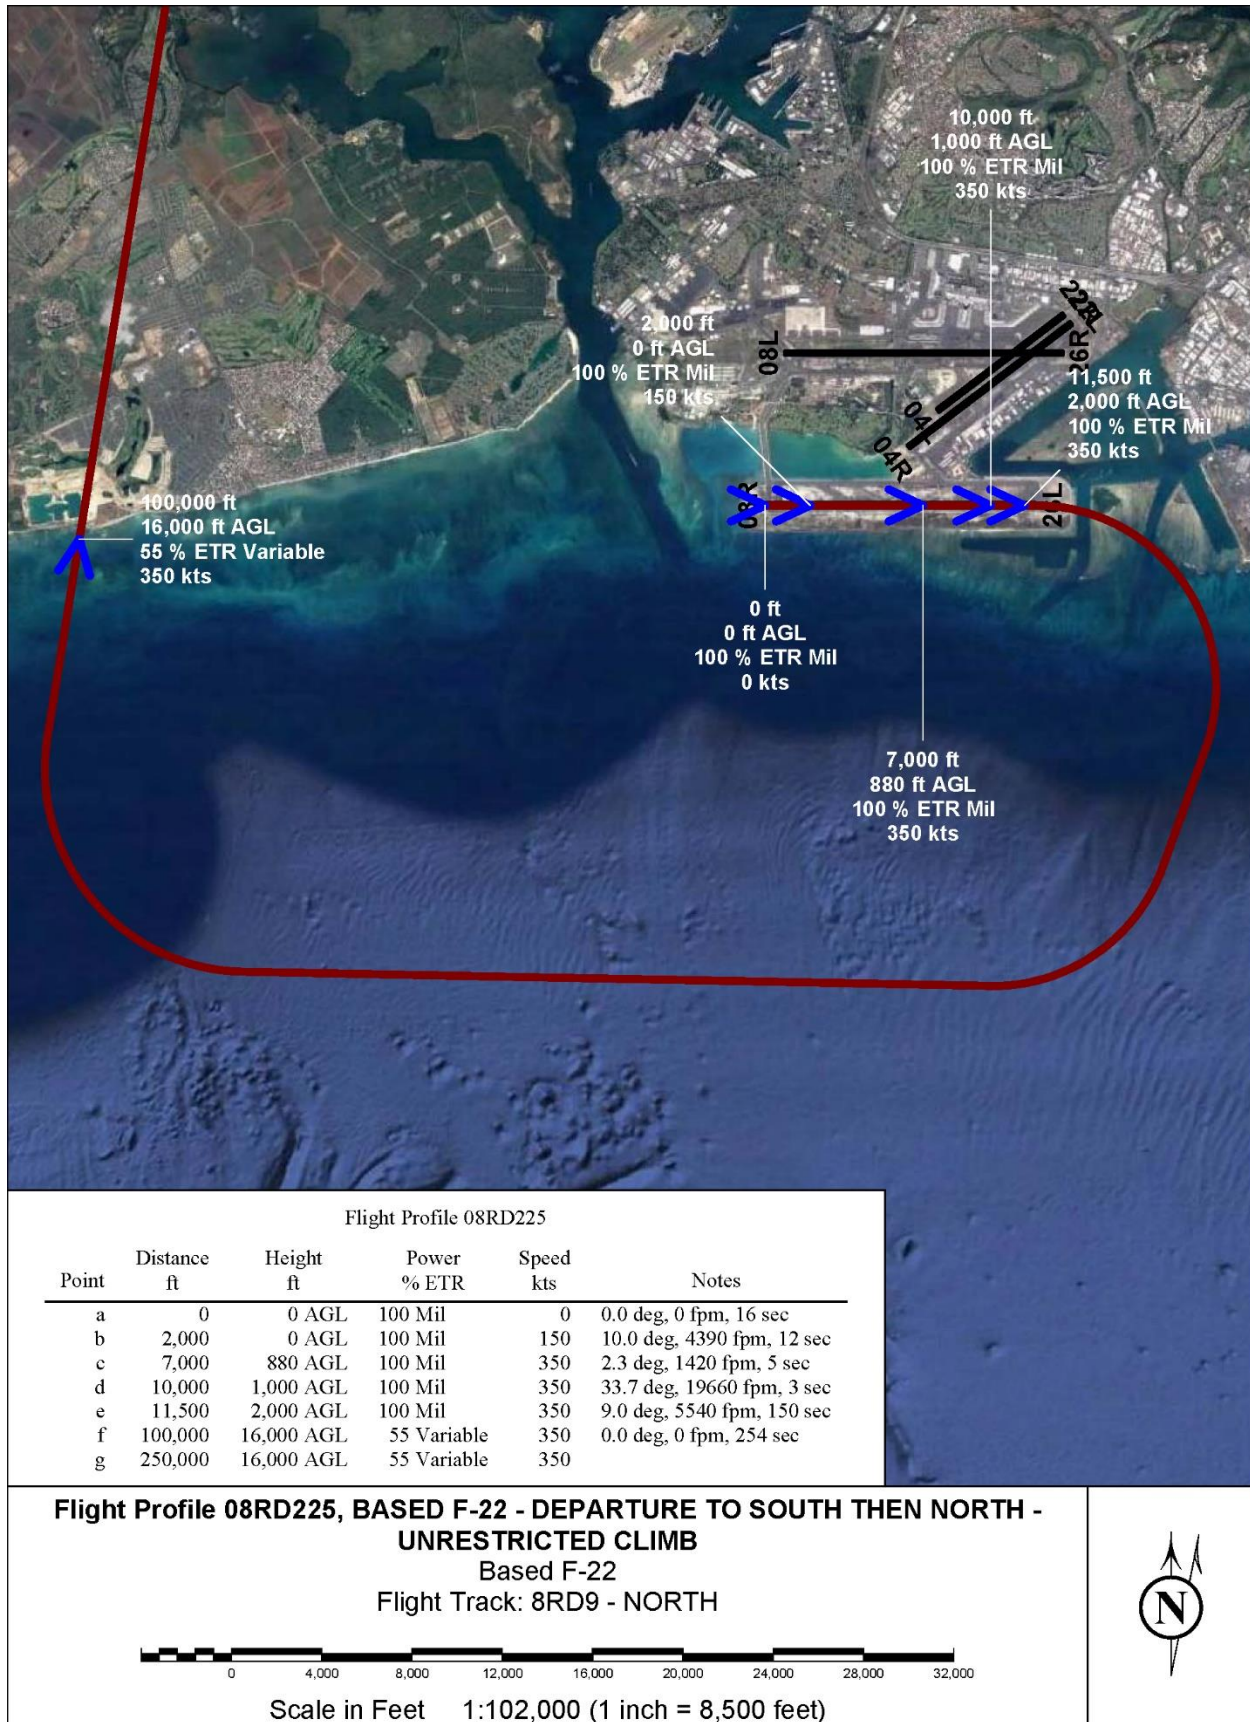 10,000 ft
1,000 ft AGL
100 % ETR Mil
350 kts
2,000 ft
0 ft AGL
100 % ETR Mil
150 kts
08L
26R
22L
04L
04R
11,500 ft
2,000 ft AGL
100 % ETR Mil
350 kts
08R
26L
100,000 ft
16,000 ft AGL
55 % ETR Variable
350 kts
0 ft
0 ft AGL
100 % ETR Mil
0 kts
7,000 ft
880 ft AGL
100 % ETR Mil
350 kts
Flight Profile 08RD225
Distance Height Power Speed
Point ft ft % ETR kts Notes
a 0 0 AGL 100 Mil 0 0.0 deg, 0 fpm, 16 sec
b 2,000 0 AGL 100 Mil 150 10.0 deg, 4390 fpm, 12 sec
c 7,000 880 AGL 100 Mil 350 2.3 deg, 1420 fpm, 5 sec
d 10,000 1,000 AGL 100 Mil 350 33.7 deg, 19660 fpm, 3 sec
e 11,500 2,000 AGL 100 Mil 350 9.0 deg, 5540 fpm, 150 sec
f 100,000 16,000 AGL 55 Variable 350 0.0 deg, 0 fpm, 254 sec
g 250,000 16,000 AGL 55 Variable 350
Flight Profile 08RD225, BASED F-22 - DEPARTURE TO SOUTH THEN NORTH -
UNRESTRICTED CLIMB
Based F-22
Flight Track: 8RD9 - NORTH
N
0 4,000 8,000 12,000 16,000 20,000 24,000 28,000 32,000
Scale in Feet 1:102,000 (1 inch = 8,500 feet)